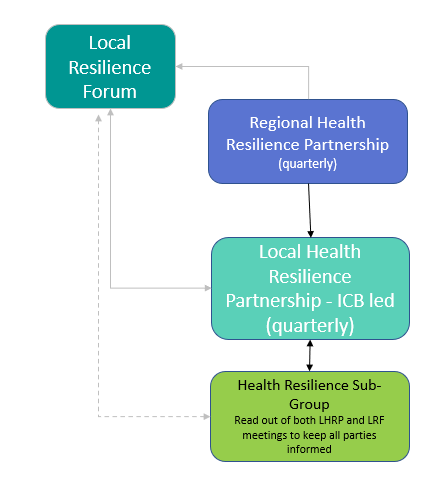 Local
Resilience
Forum
Regional Health
Resilience Partnership
(quarterly)
Local Health
Resilience
Partnership - ICB led
(quarterly)
Health Resilience Sub-
Group
Read out of both LHRP and LRF
meetings to keep all parties
informed